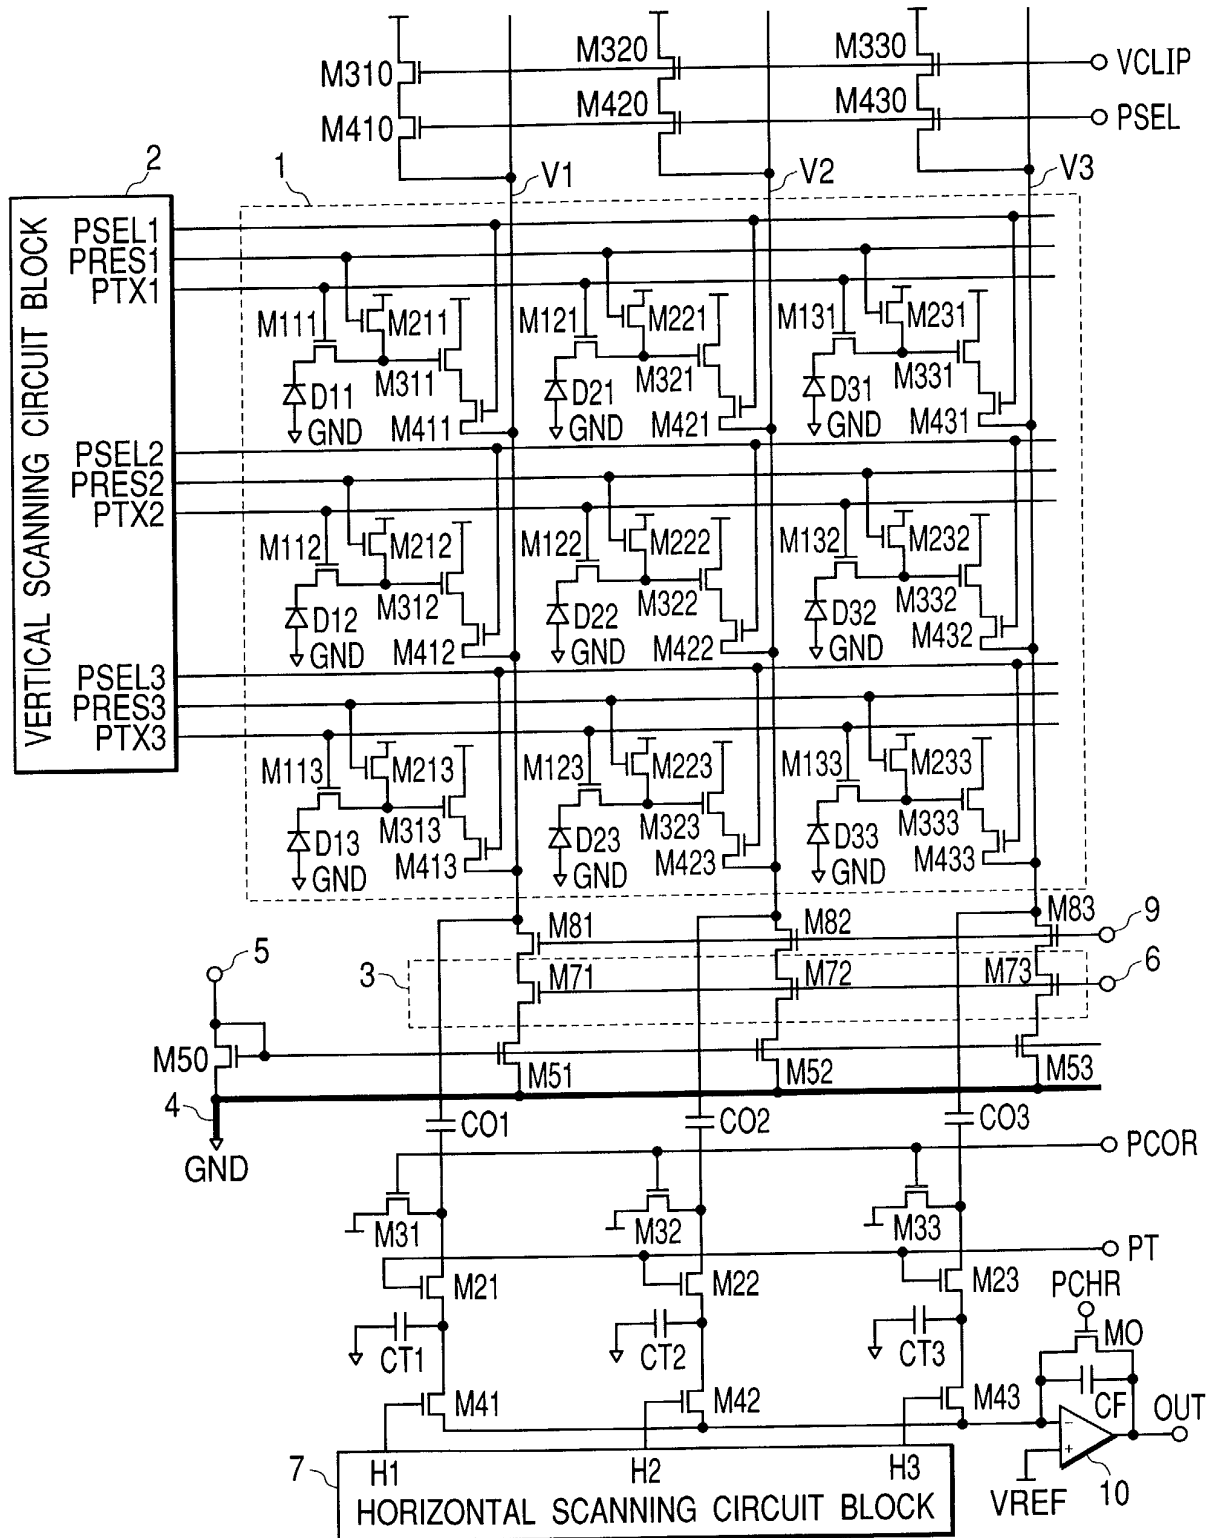 M310 M320 M330 VCLIP
M410 M420 M430 PSEL
2 1 V1 V2 V3
VERTICAL SCANNING CIRCUIT BLOCK
PSEL1
PRES1
PTX1
M111 M211 M121 M221 M131 M231
D11 M311 D21 M321 D31 M331
GND M411 GND M421 GND M431
PSEL2
PRES2
PTX2
M112 M212 M122 M222 M132 M232
D12 M312 D22 M322 D32 M332
GND M412 GND M422 GND M432
PSEL3
PRES3
PTX3
M113 M213 M123 M223 M133 M233
D13 M313 D23 M323 D33 M333
GND M413 GND M423 GND M433
M81 M82 M83 9
5 3 M71 M72 M73 6
M50 M51 M52 M53
4 CO1 CO2 CO3
GND PCOR
M31 M32 M33
PT
M21 M22 M23 PCHR
CT1 CT2 CT3 MO
M41 M42 M43 CF OUT
- +
7 H1 H2 H3 VREF 10
HORIZONTAL SCANNING CIRCUIT BLOCK